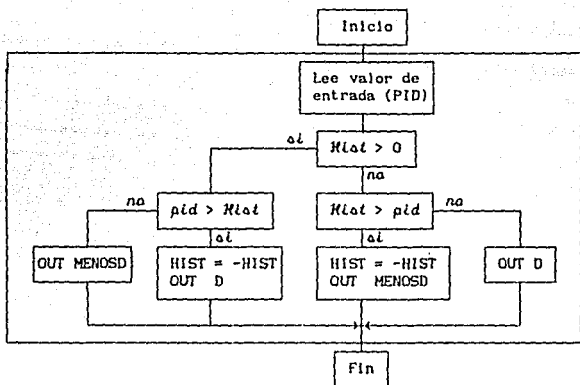 Inicio
Lee valor de
entrada (PID)
si
Hist > 0
no
no
pid > Hist
Hist > pid
no
si
si
OUT MENOSD
HIST = -HIST
OUT D
HIST = -HIST
OUT MENOSD
OUT D
Fin